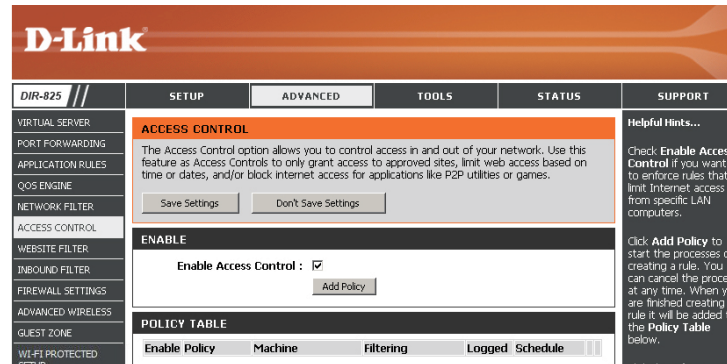 D-Link
DIR-825
SETUP
ADVANCED
TOOLS
STATUS
SUPPORT
VIRTUAL SERVER
PORT FORWARDING
APPLICATION RULES
QOS ENGINE
NETWORK FILTER
ACCESS CONTROL
WEBSITE FILTER
INBOUND FILTER
FIREWALL SETTINGS
ADVANCED WIRELESS
GUEST ZONE
WI-FI PROTECTED
ACCESS CONTROL
The Access Control option allows you to control access in and out of your network. Use this
feature as Access Controls to only grant access to approved sites, limit web access based on
time or dates, and/or block internet access for applications like P2P utilities or games.
Save Settings
Don't Save Settings
ENABLE
Enable Access Control :
Add Policy
POLICY TABLE
Enable Policy Machine Filtering Logged Schedule
Helpful Hints...
Check Enable
Control if you want
to enforce rules that
limit Internet access
from specific LAN
computers.
Click Add Policy to
start the processes
creating a rule. You
can cancel the
at any time. When
are finished creating
rule it will be added
the Policy Table
below.